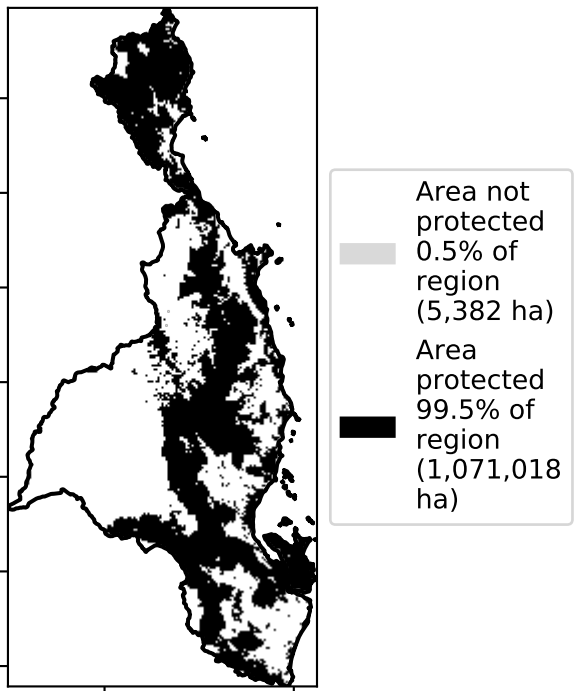 Area not
protected
0.5% of
region
(5,382 ha)
Area
protected
99.5% of
region
(1,071,018
ha)